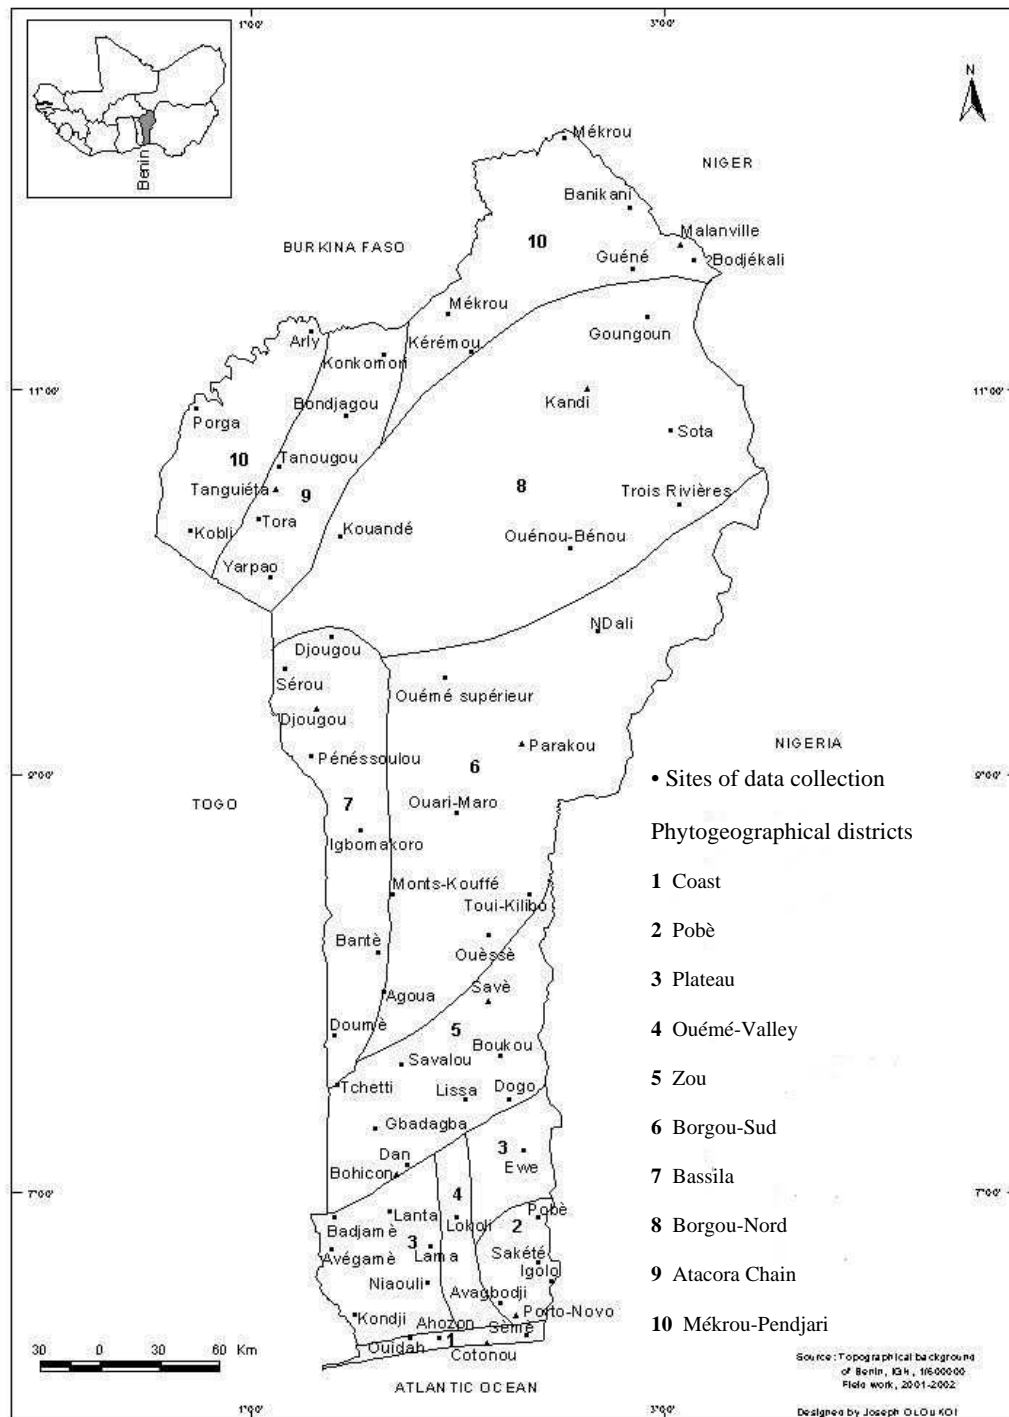 1°00'
3°00'
Benin
N
Mékrou
NIGER
Banikani
BURKINA FASO
10
Malanville
Guéné
Bodjékali
Mékrou
Goungoun
Arly
Kérémou
Konkomori
11°00'
11°00'
Kandi
Bondjagou
Porga
Sota
10
Tanougou
Tanguiéta
9
8
Trois Rivières
Kobli
Tora
Kouandé
Ouénou-Bénou
Yarpao
NDali
Djougou
Sérou
Ouémé supérieur
Djougou
Parakou
NIGERIA
Pénéssoulou
6
9°00'
9°00'
• Sites of data collection
TOGO
7
Ouari-Maro
Phytogeographical districts
Igbomakoro
1 Coast
Monts-Kouffé
Toui-Kilibo
2 Pobè
Bantè
Ouèssè
3 Plateau
Agoua
Savè
Doumè
5
4 Ouémé-Valley
Boukou
Savalou
5 Zou
Tchetti
Lissa
Dogo
6 Borgou-Sud
Gbadagba
3
Dan
Ewe
7 Bassila
Bohicon
7°00'
7°00'
4
Lanta
Pobè
Badjamè
Lokoli
2
8 Borgou-Nord
3
Lama
Avégamè
Sakété
Igolo
9 Atacora Chain
Niaouli
Avagbodji
Kondji
Ahozon
Porto-Novo
10 Mékrou-Pendjari
Sèmè
1
Ouidah
Cotonou
30 0 30 60 Km
ATLANTIC OCEAN
Source: Topographical background
of Benin, IGN, 1/600000
Field work, 2001-2002
Designed by Joseph OLOUKOI
1°00'
3°00'